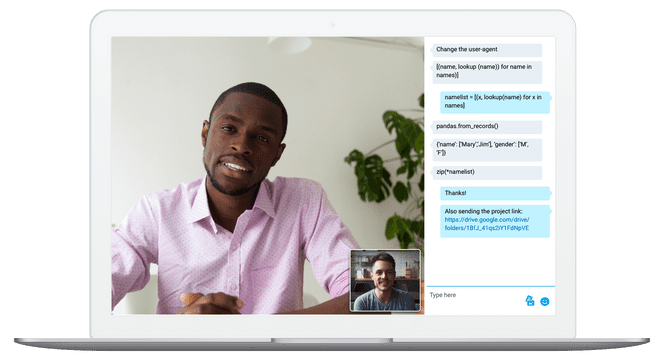 Change the user-agent
[(name, lookup (name)) for name in
names)]
namelist = [(x, lookup(name) for x in
names]
pandas.from_records()
{'name': ['Mary','Jim'], 'gender': ['M',
'F']}
zip(*namelist)
Thanks!
Also sending the project link:
https://drive.google.com/drive/
folders/1BfJ_41qs2iY1FdNpVE
Type here